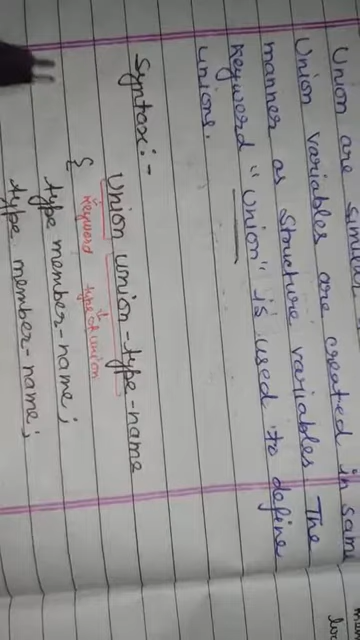 Union are similar
Union variables are created in same
manner as structure variables The
keyword "Union" is used to define
unions.
Syntax:-
Union union-type-name
keyword type of union
{
type member-name;
type member-name;